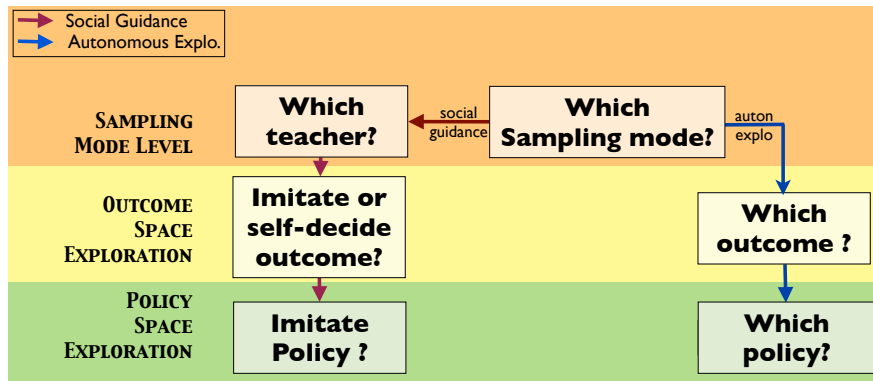 Social Guidance
Autonomous Explo.
SAMPLING
MODE LEVEL
Which
teacher?
social
guidance
Which
Sampling mode?
auton
explo
OUTCOME
SPACE
EXPLORATION
Imitate or
self-decide
outcome?
Which
outcome ?
POLICY
SPACE
EXPLORATION
Imitate
Policy ?
Which
policy?